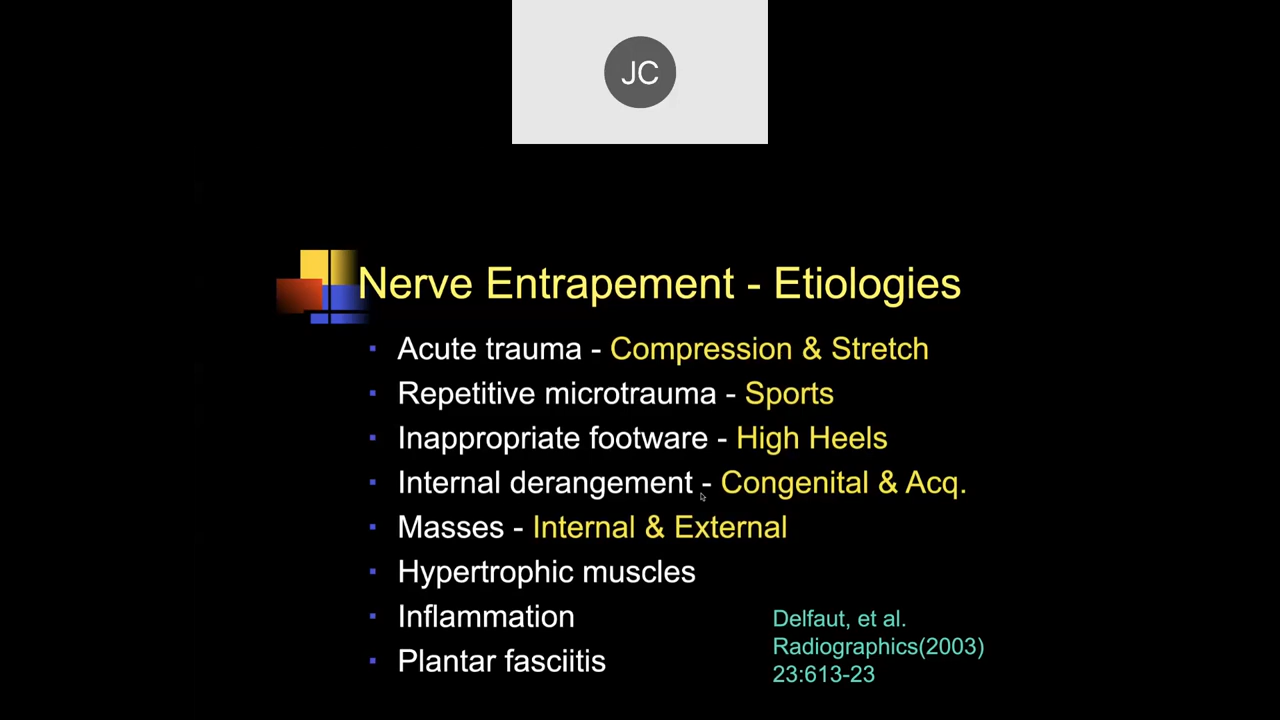 JC
Nerve Entrapement - Etiologies
▪ Acute trauma - Compression & Stretch
▪ Repetitive microtrauma - Sports
▪ Inappropriate footware - High Heels
▪ Internal derangement - Congenital & Acq.
▪ Masses - Internal & External
▪ Hypertrophic muscles
▪ Inflammation
▪ Plantar fasciitis
Delfaut, et al.
Radiographics(2003)
23:613-23